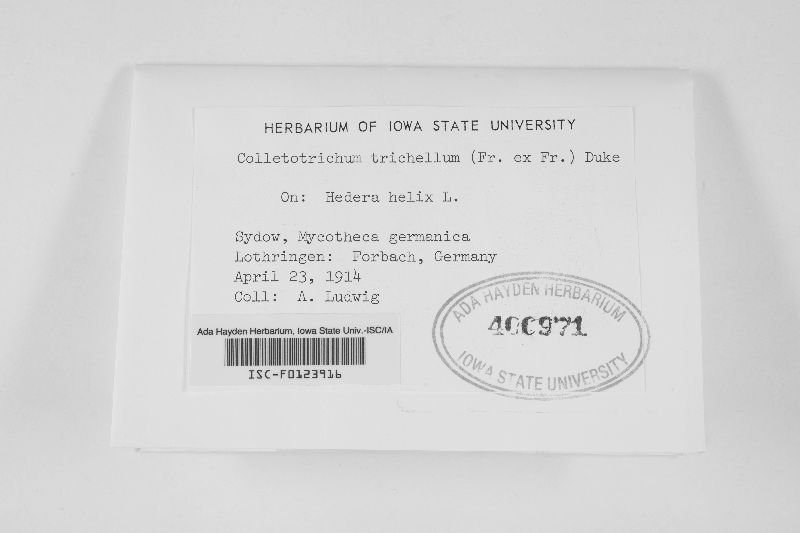 HERBARIUM OF IOWA STATE UNIVERSITY
Colletotrichum trichellum (Fr. ex Fr.) Duke
On: Hedera helix L.
Sydow, Mycotheca germanica
Lothringen: Forbach, Germany
April 23, 1914
Coll: A. Ludwig
Ada Hayden Herbarium, Iowa State Univ.-ISC/IA
ISC-F0123916
ADA HAYDEN HERBARIUM
400971
IOWA STATE UNIVERSITY